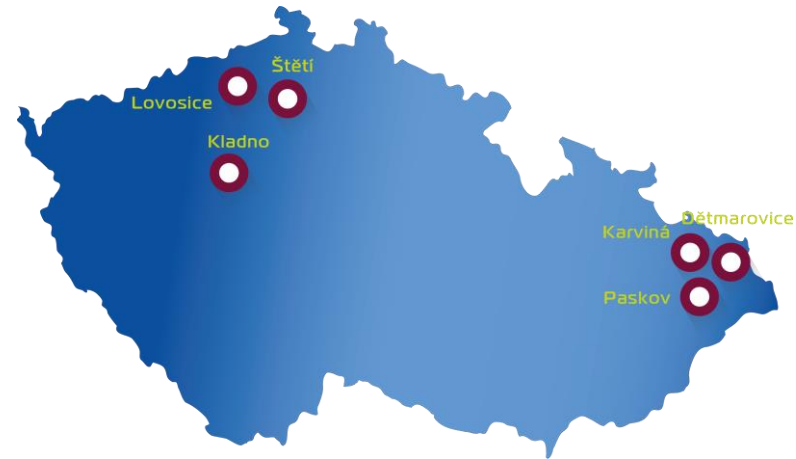 Štětí
Lovosice
Kladno
Dětmarovice
Karviná
Paskov